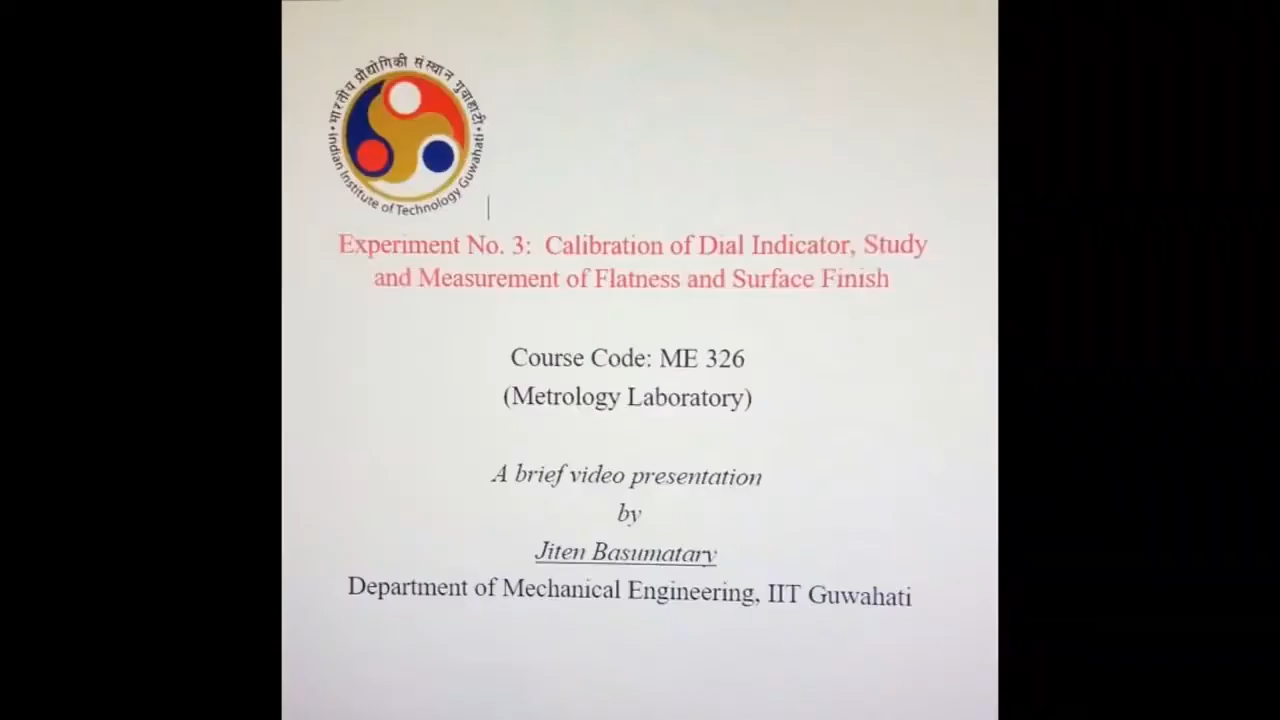 भारतीय प्रौद्योगिकी संस्थान गुवाहाटी
Indian Institute of Technology Guwahati
Experiment No. 3: Calibration of Dial Indicator, Study
and Measurement of Flatness and Surface Finish
Course Code: ME 326
(Metrology Laboratory)
A brief video presentation
by
Jiten Basumatary
Department of Mechanical Engineering, IIT Guwahati